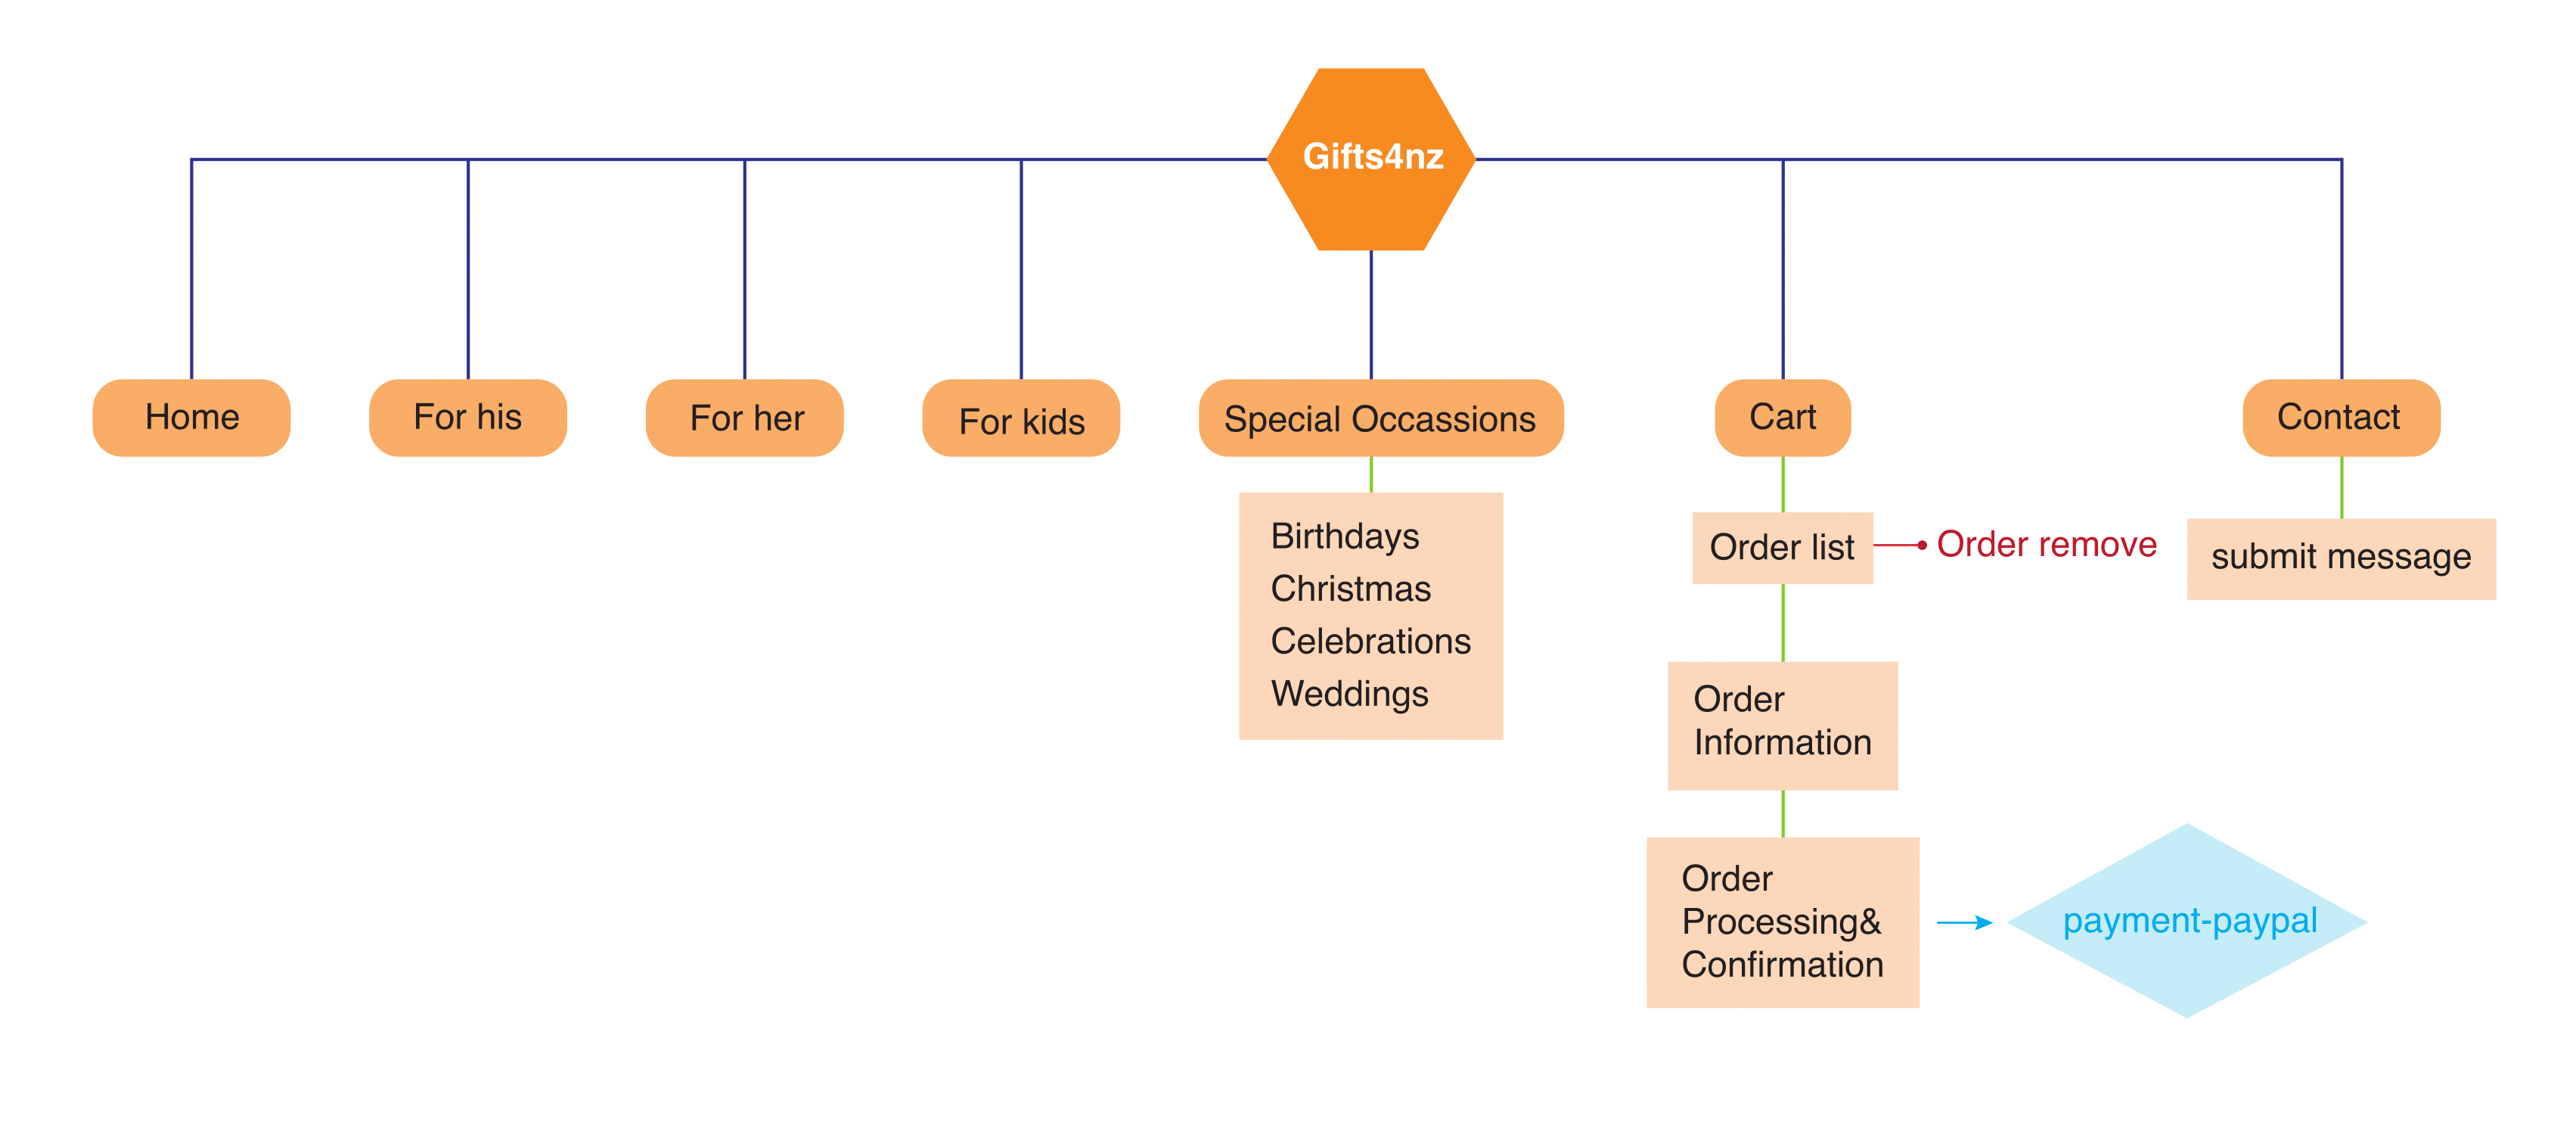 Gifts4nz
Home
For his
For her
For kids
Special Occassions
Cart
Contact
Birthdays
Christmas
Celebrations
Weddings
Order list
Order remove
submit message
Order
Information
Order
Processing&
Confirmation
payment-paypal